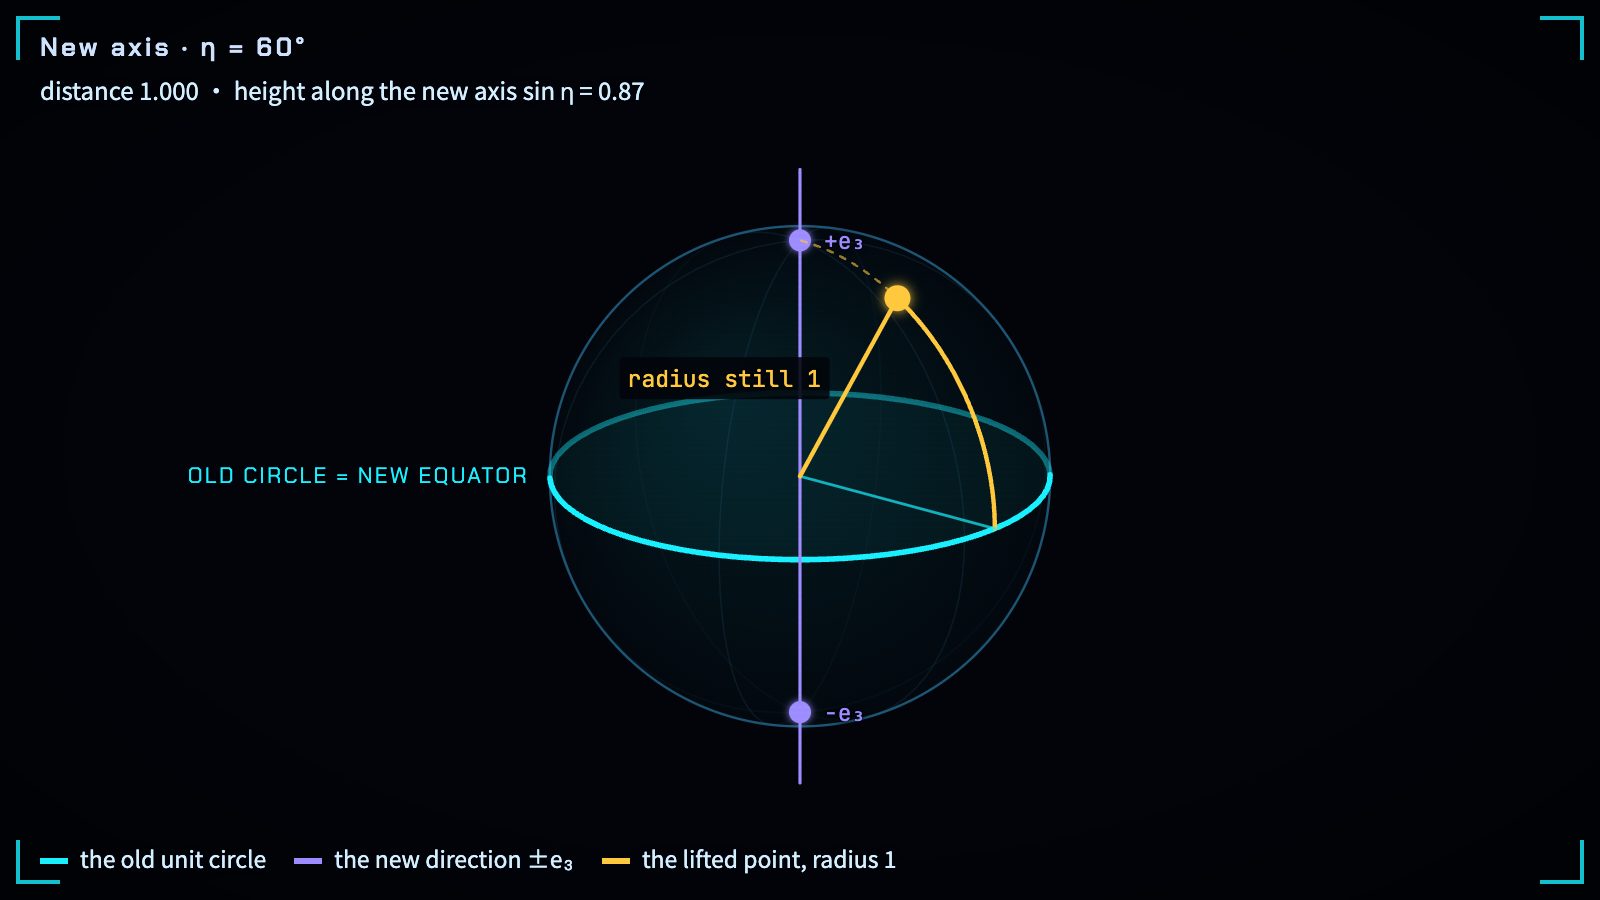 New axis · η = 60°
distance 1.000 • height along the new axis sin η = 0.87
+e₃
radius still 1
OLD CIRCLE = NEW EQUATOR
-e₃
the old unit circle the new direction ±e₃ the lifted point, radius 1